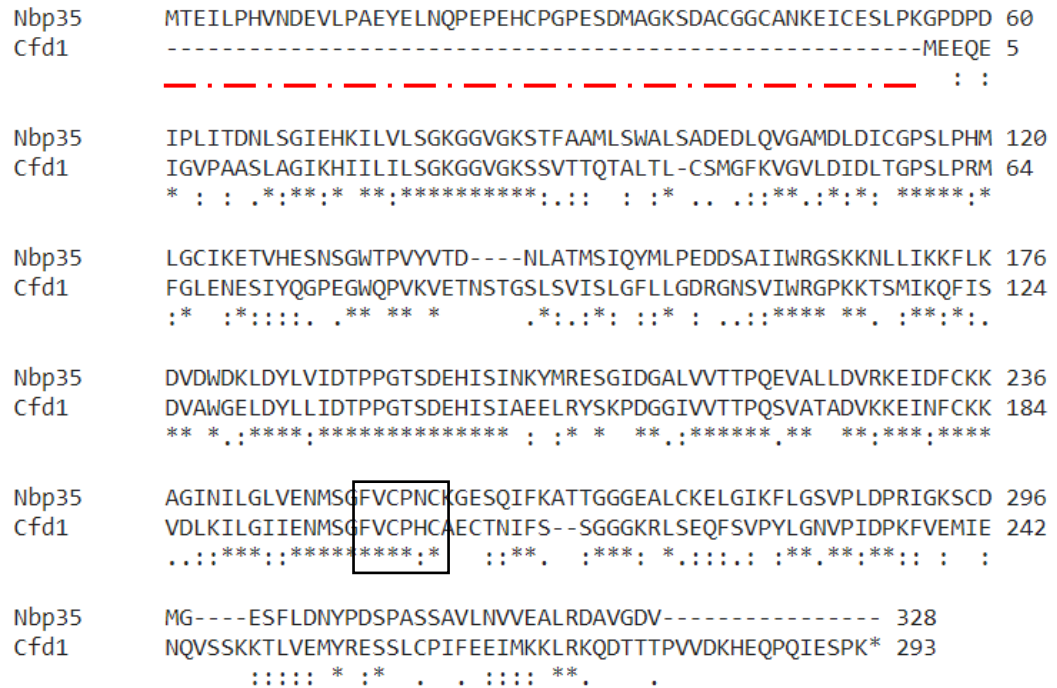 Nbp35 MTEILPHVNDEVLPAEYELNQPEPEHCPGPESDMAGKSDACGGCANKEICESLPKGPDPD 60
Cfd1 -------------------------------------------------------MEEQE 5
: :
Nbp35 IPLITDNLSGIEHKILVLSGKGGVGKSTFAAMLSWALSADEDLQVGAMDLDICGPSLPHM 120
Cfd1 IGVPAASLAGIKHIILILSGKGGVGKSSVTTQTALTL-CSMGFKVGVLDIDLTGPSLPRM 64
* : : .*:**:* **:**********:.:: : :* .. .::**.:*:*: *****:*
Nbp35 LGCIKETVHESNSGWTPVYVTD----NLATMSIQYMLPEDDSAIIWRGSKKNLLIKKFLK 176
Cfd1 FGLENESIYQGPEGWQPVKVETNSTGSLSVISLGFLLGDRGNSVIWRGPKKTSMIKQFIS 124
:* :*::::. .** ** * .*:.:*: ::* : ..::**** **. :**:*:.
Nbp35 DVDWDKLDYLVIDTPPGTSDEHISINKYMRESGIDGALVVTTPQEVALLDVRKEIDFCKK 236
Cfd1 DVAWGELDYLLIDTPPGTSDEHISIAEELRYSKPDGGIVVTTPQSVATADVKKEINFCKK 184
** *.:****:************** : :* * **.:******.** **:***:****
Nbp35 AGINILGLVENMSGFVCPNCKGESQIFKATTGGGEALCKELGIKFLGSVPLDPRIGKSCD 296
Cfd1 VDLKILGIIENMSGFVCPHCAECTNIFS--SGGGKRLSEQFSVPYLGNVPIDPKFVEMIE 242
..::***::*********:* ::**. :***: *.:::.: :**.**:**:: : :
Nbp35 MG----ESFLDNYPDSPASSAVLNVVEALRDAVGDV---------------- 328
Cfd1 NQVSSKKTLVEMYRESSLCPIFEEIMKKLRKQDTTTPVVDKHEQPQIESPK* 293
::::: * :* . . :::: **. .